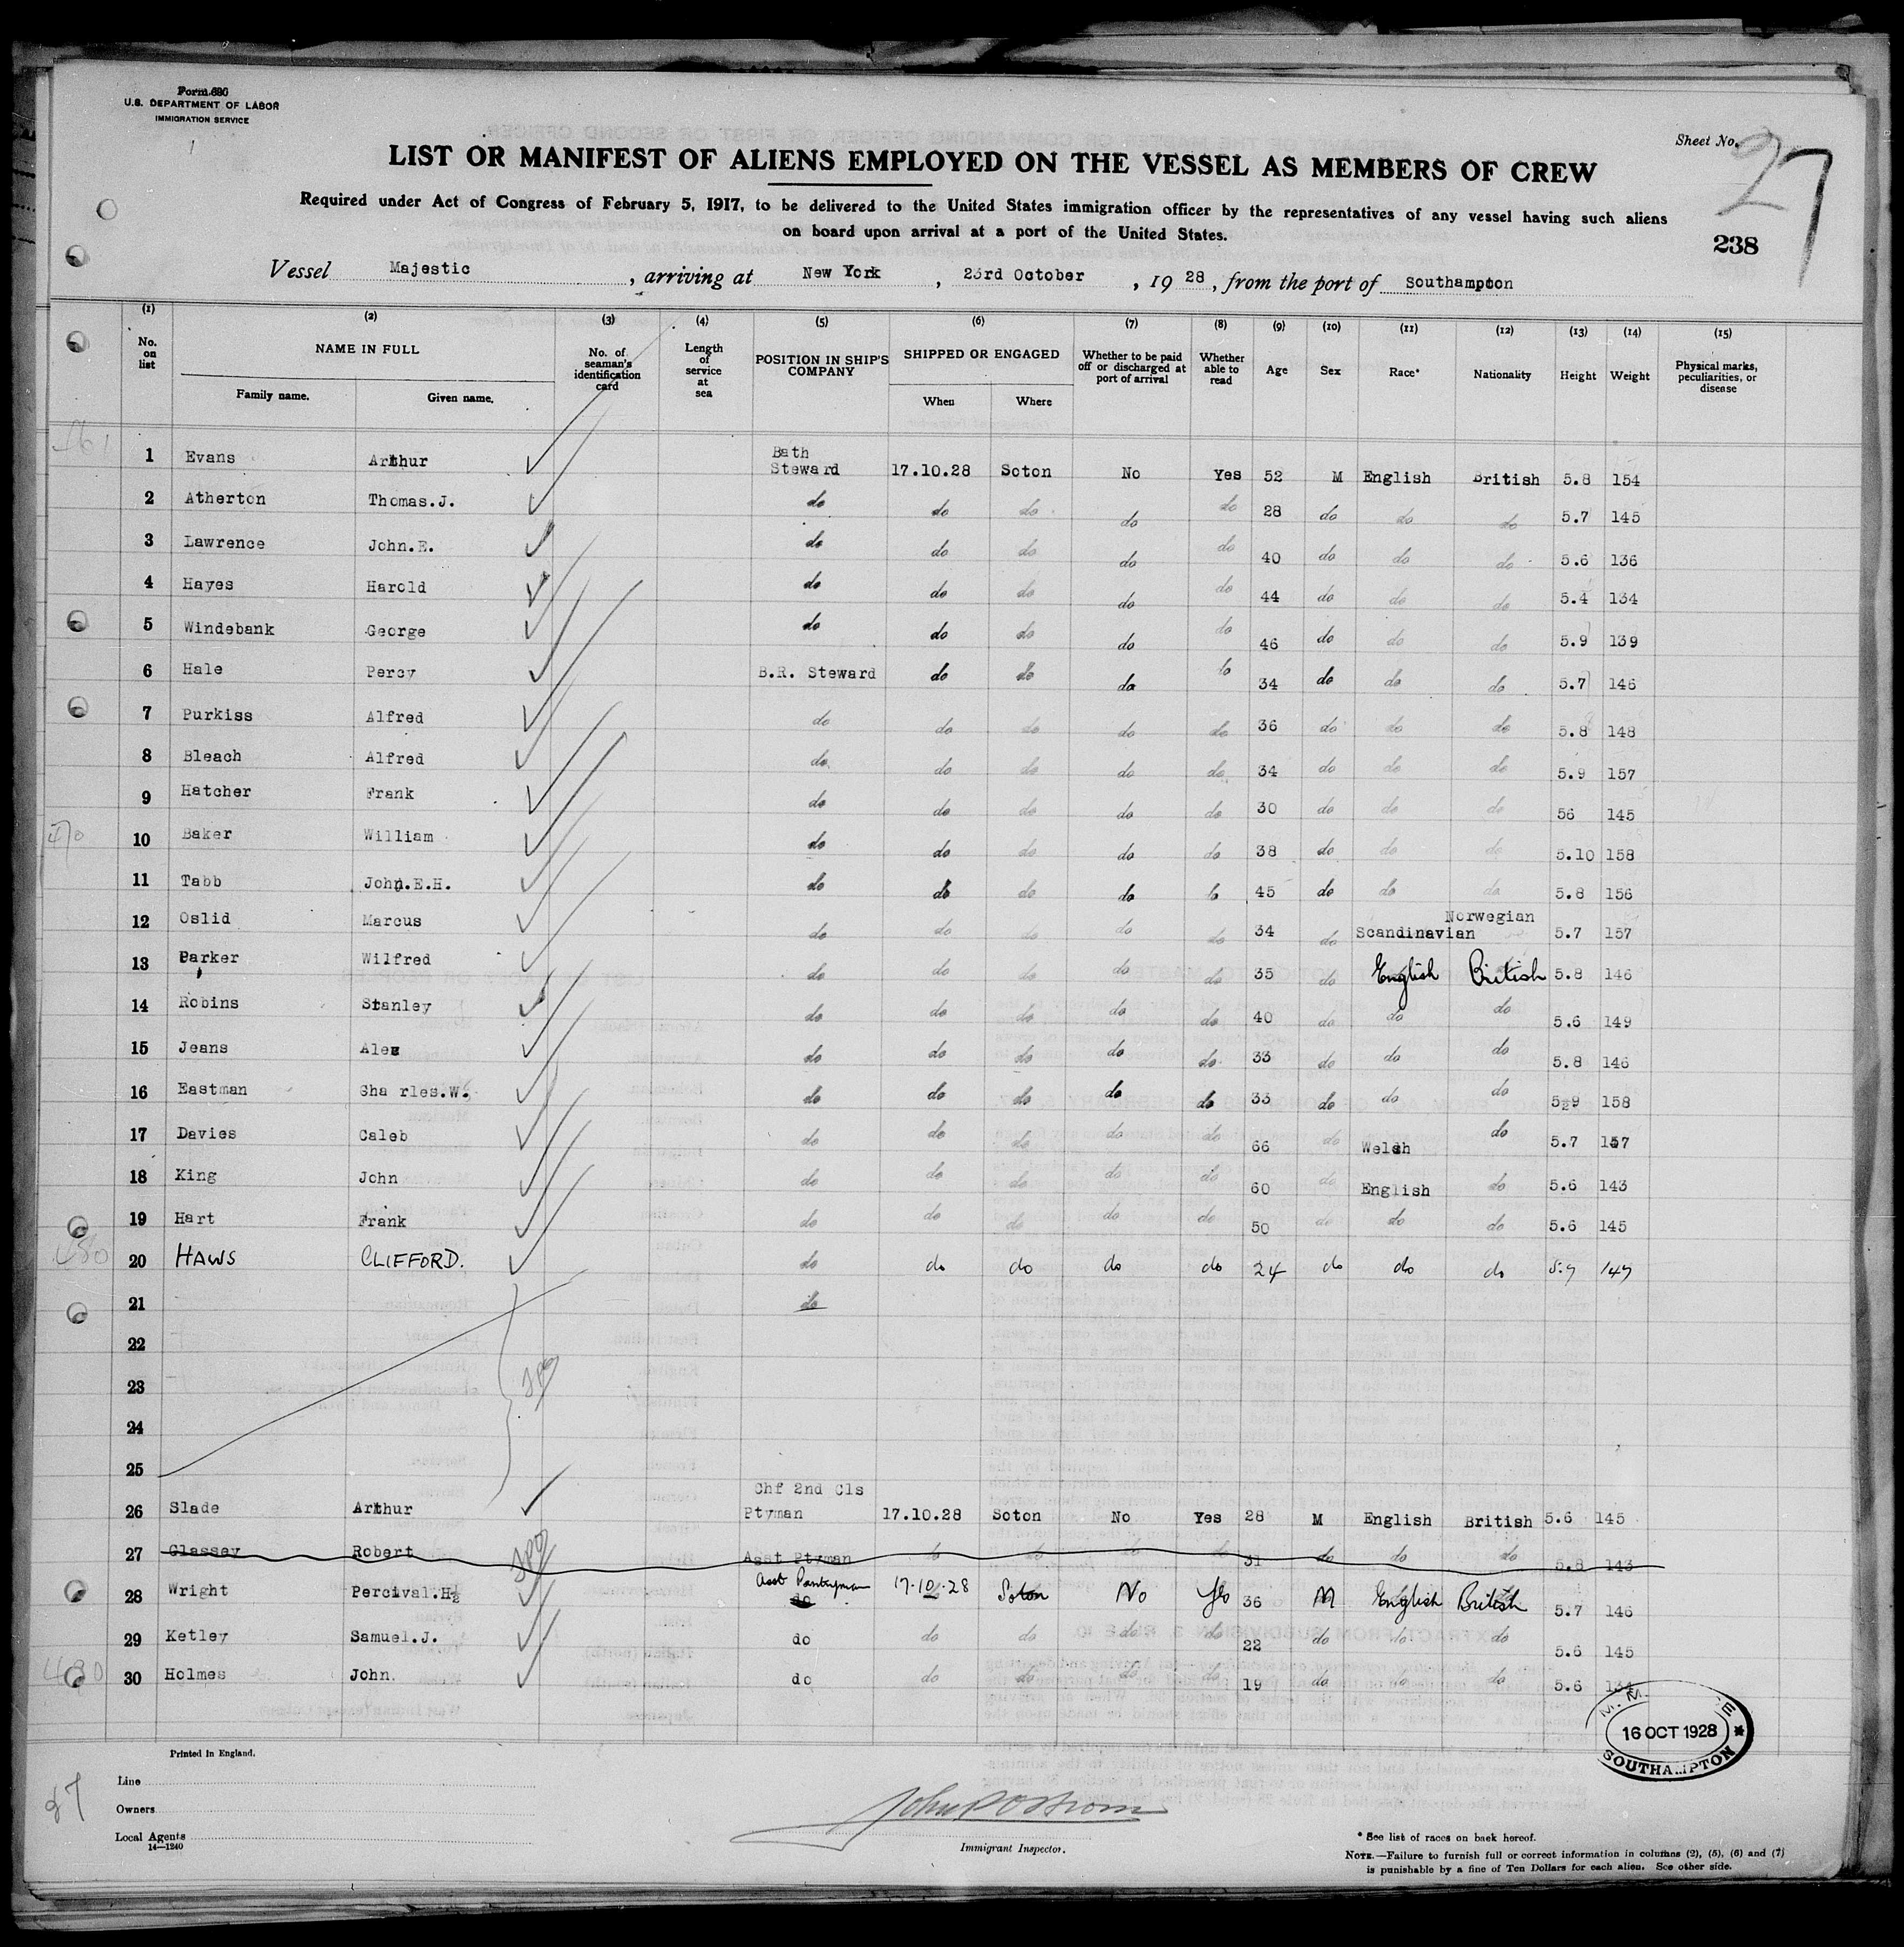 Form 680
U.S. DEPARTMENT OF LABOR
IMMIGRATION SERVICE
Sheet No. 27
LIST OR MANIFEST OF ALIENS EMPLOYED ON THE VESSEL AS MEMBERS OF CREW
Required under Act of Congress of February 5, 1917, to be delivered to the United States immigration officer by the representatives of any vessel having such aliens
on board upon arrival at a port of the United States.
238
Vessel Majestic, arriving at New York, 23rd October, 1928, from the port of Southampton
(1) (2) (3) (4) (5) (6) (7) (8) (9) (10) (11) (12) (13) (14) (15)
No. on list NAME IN FULL Family name. Given name. No. of seaman's identification card Length of service at sea POSITION IN SHIP'S COMPANY SHIPPED OR ENGAGED When Where Whether to be paid off or discharged at port of arrival Whether able to read Age Sex Race* Nationality Height Weight Physical marks, peculiarities, or disease
1 Evans Arthur Bath Steward 17.10.28 Soton No Yes 52 M English British 5.8 154
2 Atherton Thomas.J. do do do do do 28 do do do 5.7 145
3 Lawrence John.E. do do do do do 40 do do do 5.6 136
4 Hayes Harold do do do do do 44 do do do 5.4 134
5 Windebank George do do do do do 46 do do do 5.9 139
6 Hale Percy B.R. Steward do do do do 34 do do do 5.7 146
7 Purkiss Alfred do do do do do 36 do do do 5.8 148
8 Bleach Alfred do do do do do 34 do do do 5.9 157
9 Hatcher Frank do do do do do 30 do do do 56 145
470
10 Baker William do do do do do 38 do do do 5.10 158
11 Tabb John.E.H. do do do do do 45 do do do 5.8 156
12 Oslid Marcus do do do do do 34 do Scandinavian Norwegian 5.7 157
13 Parker Wilfred do do do do do 35 do English British 5.8 146
14 Robins Stanley do do do do do 40 do do do 5.6 149
15 Jeans Alex do do do do do 33 do do do 5.8 146
16 Eastman Gha rles.W. do do do do do 33 do do do 5.9 158
17 Davies Caleb do do do do do 66 do Welsh do 5.7 157
18 King John do do do do do 60 do English do 5.6 143
19 Hart Frank do do do do do 50 do do do 5.6 145
480
20 HAWS CLIFFORD. do do do do do 24 do do do 5.7 147
21 do
22
23
24
25
26 Slade Arthur Chf 2nd Cls Ptyman 17.10.28 Soton No Yes 28 M English British 5.6 145
27 Glassey Robert Asst Ptyman do do do do 31 do do do 5.8 143
28 Wright Percival.H. Asst Pantryman do 17.10.28 Soton No Yes 36 M English British 5.7 146
29 Ketley Samuel.J. do do do do do 22 do do do 5.6 145
30 Holmes John. do do do do do 19 do do do 5.6 134
M.M. 16 OCT 1928 SOUTHAMPTON
Printed in England.
Line
Owners
Local Agents
14—1240
Immigrant Inspector.
* See list of races on back hereof.
NOTE.—Failure to furnish full or correct information in columns (2), (5), (6) and (7)
is punishable by a fine of Ten Dollars for each alien. See other side.